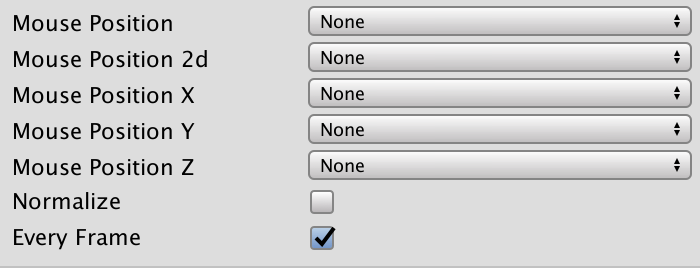 Mouse Position None
Mouse Position 2d None
Mouse Position X None
Mouse Position Y None
Mouse Position Z None
Normalize
Every Frame